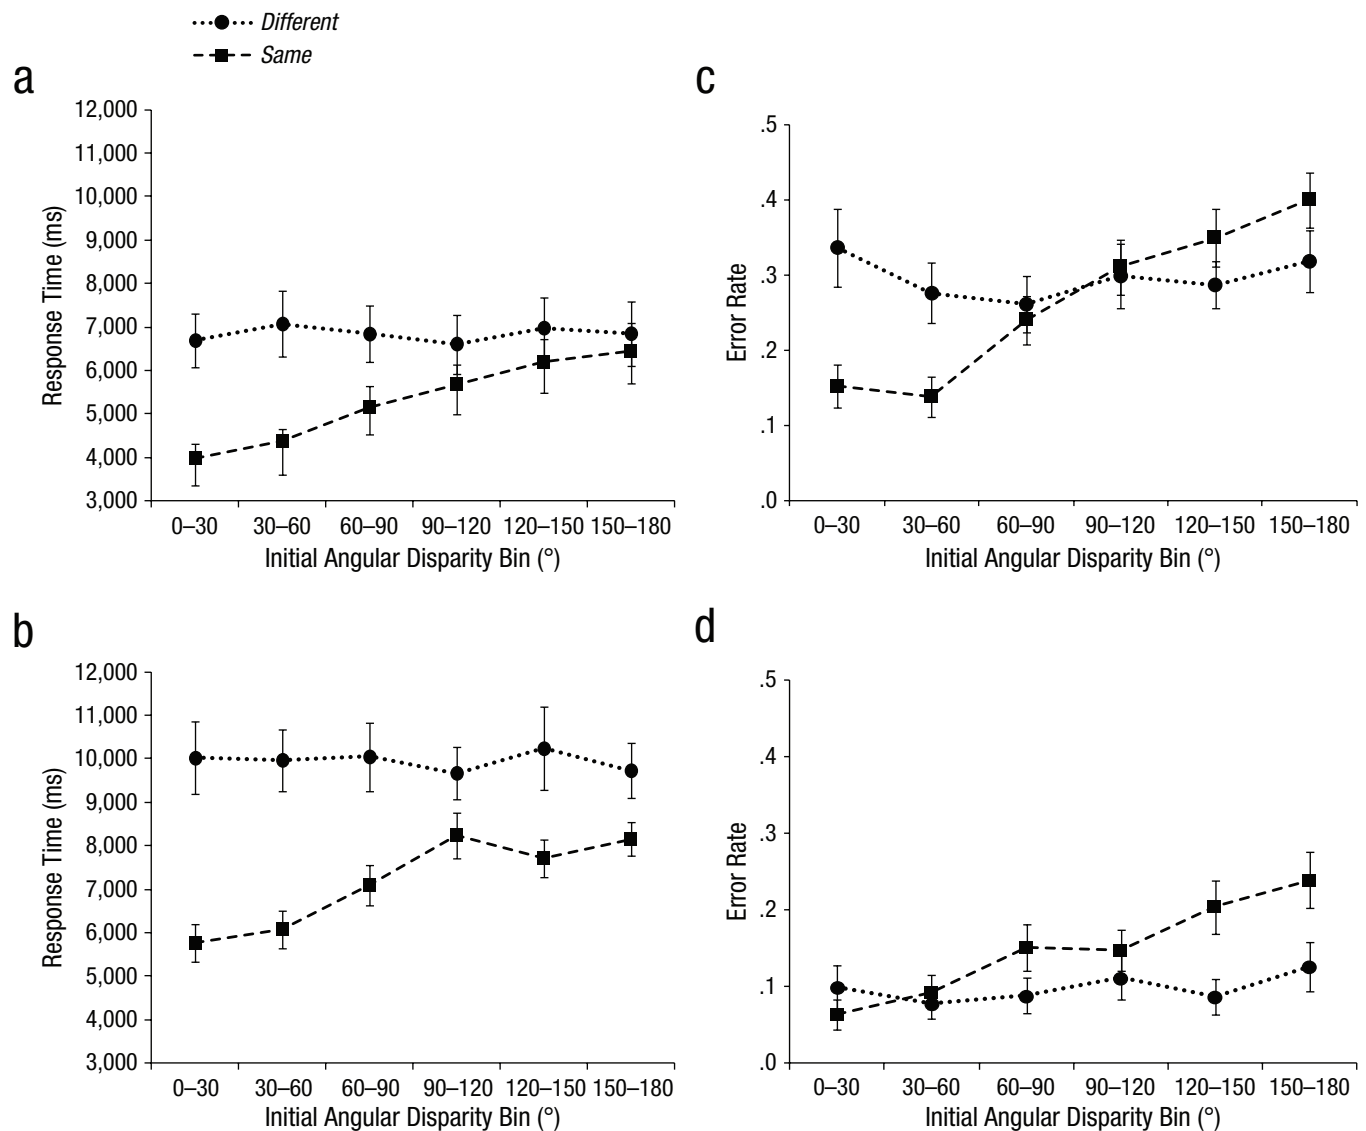 Different
Same
a
12,000
11,000
10,000
9,000
8,000
7,000
6,000
5,000
4,000
3,000
Response Time (ms)
0–30 30–60 60–90 90–120 120–150 150–180
Initial Angular Disparity Bin (°)
c
.5
.4
.3
.2
.1
.0
Error Rate
0–30 30–60 60–90 90–120 120–150 150–180
Initial Angular Disparity Bin (°)
b
12,000
11,000
10,000
9,000
8,000
7,000
6,000
5,000
4,000
3,000
Response Time (ms)
0–30 30–60 60–90 90–120 120–150 150–180
Initial Angular Disparity Bin (°)
d
.5
.4
.3
.2
.1
.0
Error Rate
0–30 30–60 60–90 90–120 120–150 150–180
Initial Angular Disparity Bin (°)